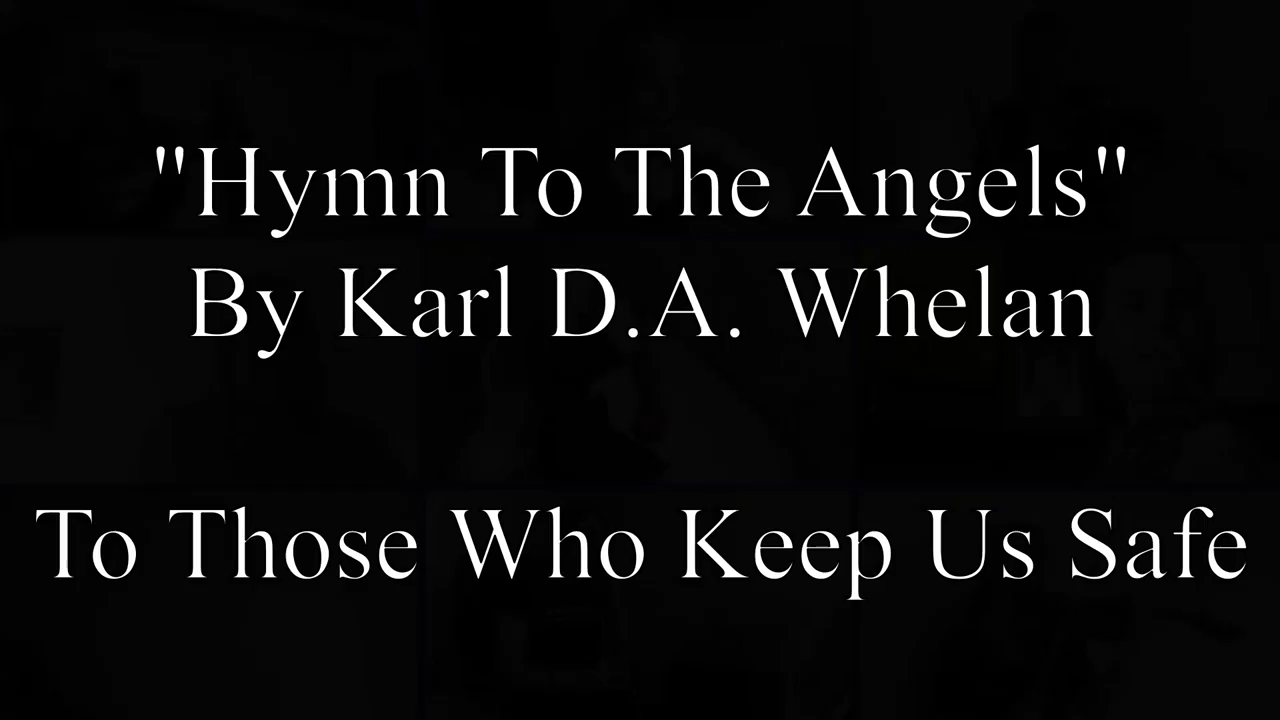 "Hymn To The Angels"
By Karl D.A. Whelan
To Those Who Keep Us Safe